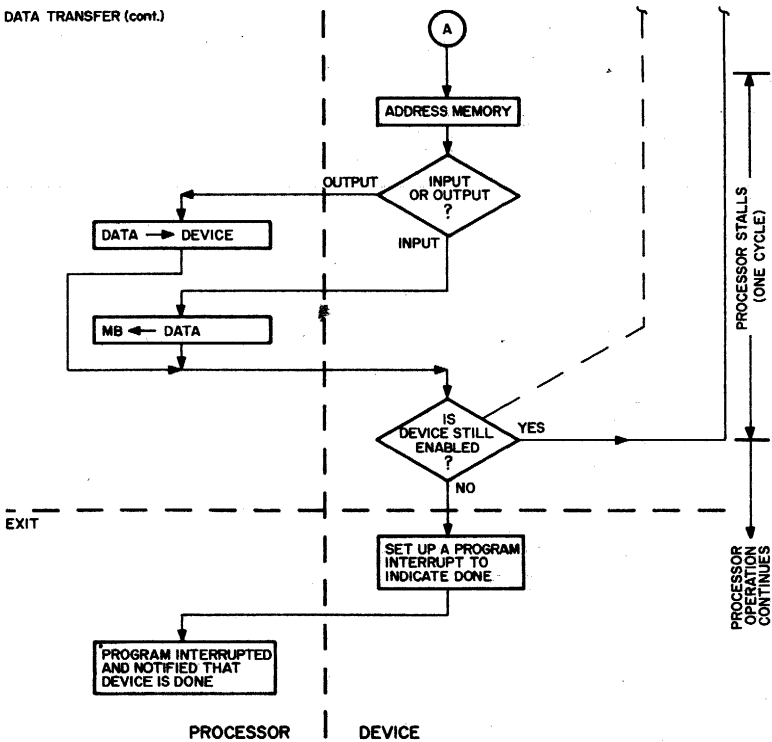 DATA TRANSFER (cont.)
A
ADDRESS MEMORY
INPUT
OR OUTPUT
?
OUTPUT
INPUT
DATA → DEVICE
MB ← DATA
IS
DEVICE STILL
ENABLED
?
YES
NO
PROCESSOR STALLS
(ONE CYCLE)
EXIT
SET UP A PROGRAM
INTERRUPT TO
INDICATE DONE
PROCESSOR
OPERATION
CONTINUES
PROGRAM INTERRUPTED
AND NOTIFIED THAT
DEVICE IS DONE
PROCESSOR
DEVICE